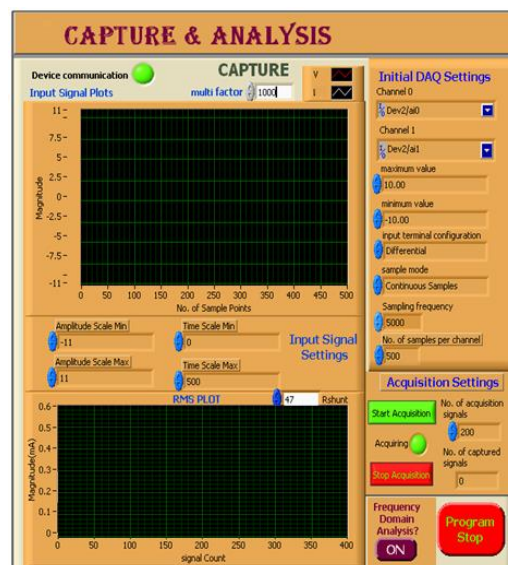 CAPTURE & ANALYSIS
Device communication
CAPTURE
V
I
Input Signal Plots
multi factor
1000
11
7.5
5
2.5
0
-2.5
-5
-7.5
-11
Magnitude
0 50 100 150 200 250 300 350 400 450 500
No. of Sample Points
Amplitude Scale Min
-11
Time Scale Min
0
Input Signal
Settings
Amplitude Scale Max
11
Time Scale Max
500
RMS PLOT
47
Rshunt
0.6
0.5
0.4
0.3
0.2
0.1
0
Magnitude(mA)
0 50 100 150 200 250 300 350 400
signal Count
Initial DAQ Settings
Channel 0
Dev2/ai0
Channel 1
Dev2/ai1
maximum value
10.00
minimum value
-10.00
input terminal configuration
Differential
sample mode
Continuous Samples
Sampling frequency
5000
No. of samples per channel
500
Acquisition Settings
Start Acquisition
No. of acquisition
signals
200
Acquiring
No. of captured
signals
0
Stop Acquisition
Frequency
Domain
Analysis?
ON
Program
Stop